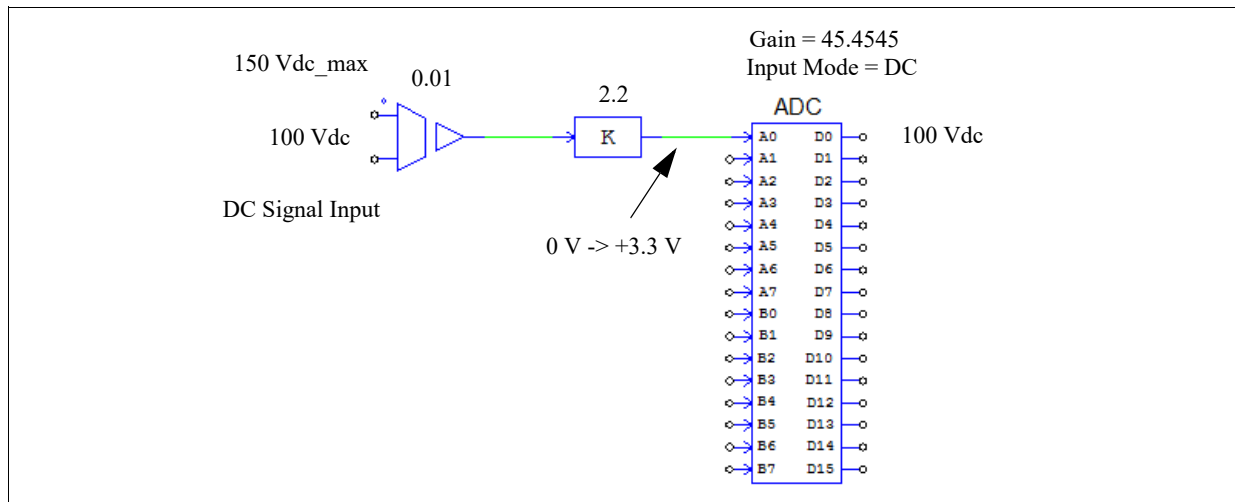 Gain = 45.4545
150 Vdc_max
Input Mode = DC
0.01
2.2
ADC
100 Vdc
K
A0 D0
100 Vdc
A1 D1
A2 D2
A3 D3
DC Signal Input
A4 D4
0 V -> +3.3 V
A5 D5
A6 D6
A7 D7
B0 D8
B1 D9
B2 D10
B3 D11
B4 D12
B5 D13
B6 D14
B7 D15